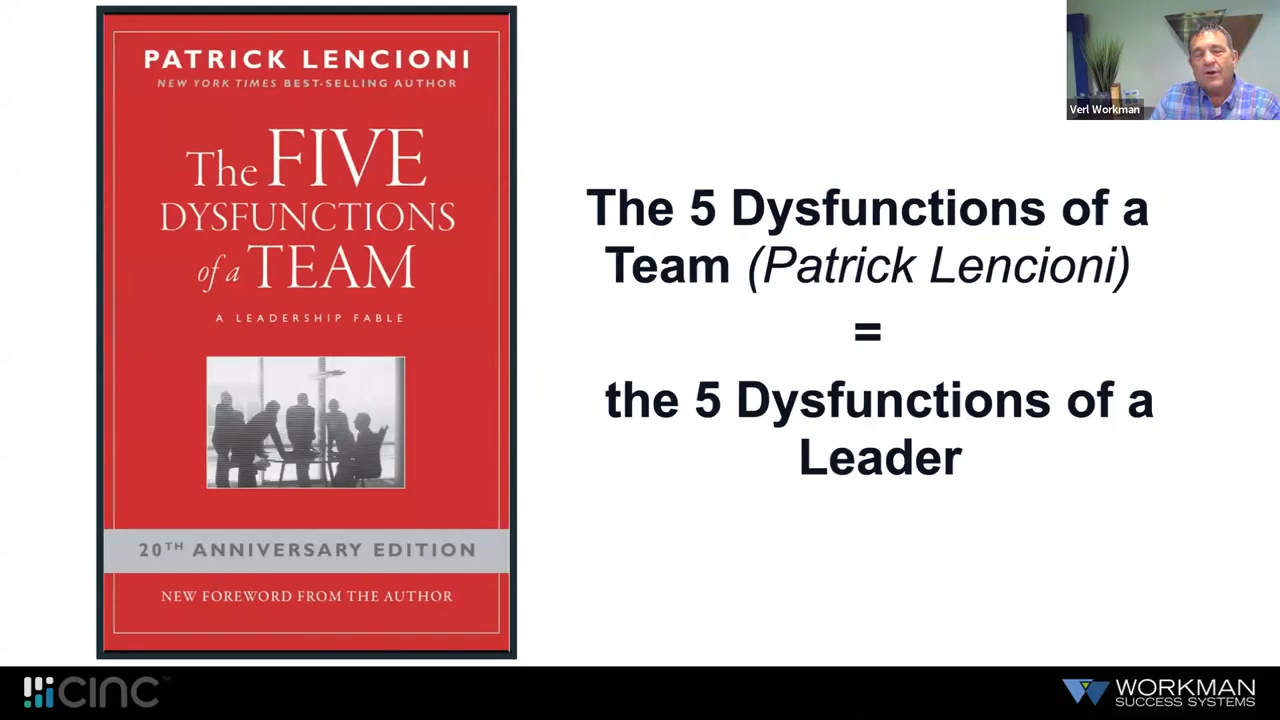 PATRICK LENCIONI
NEW YORK TIMES BEST-SELLING AUTHOR
The FIVE
DYSFUNCTIONS
of a TEAM
A LEADERSHIP FABLE
20TH ANNIVERSARY EDITION
NEW FOREWORD FROM THE AUTHOR
The 5 Dysfunctions of a
Team (Patrick Lencioni)
=
the 5 Dysfunctions of a
Leader
Verl Workman
CINC™
WORKMAN
SUCCESS SYSTEMS